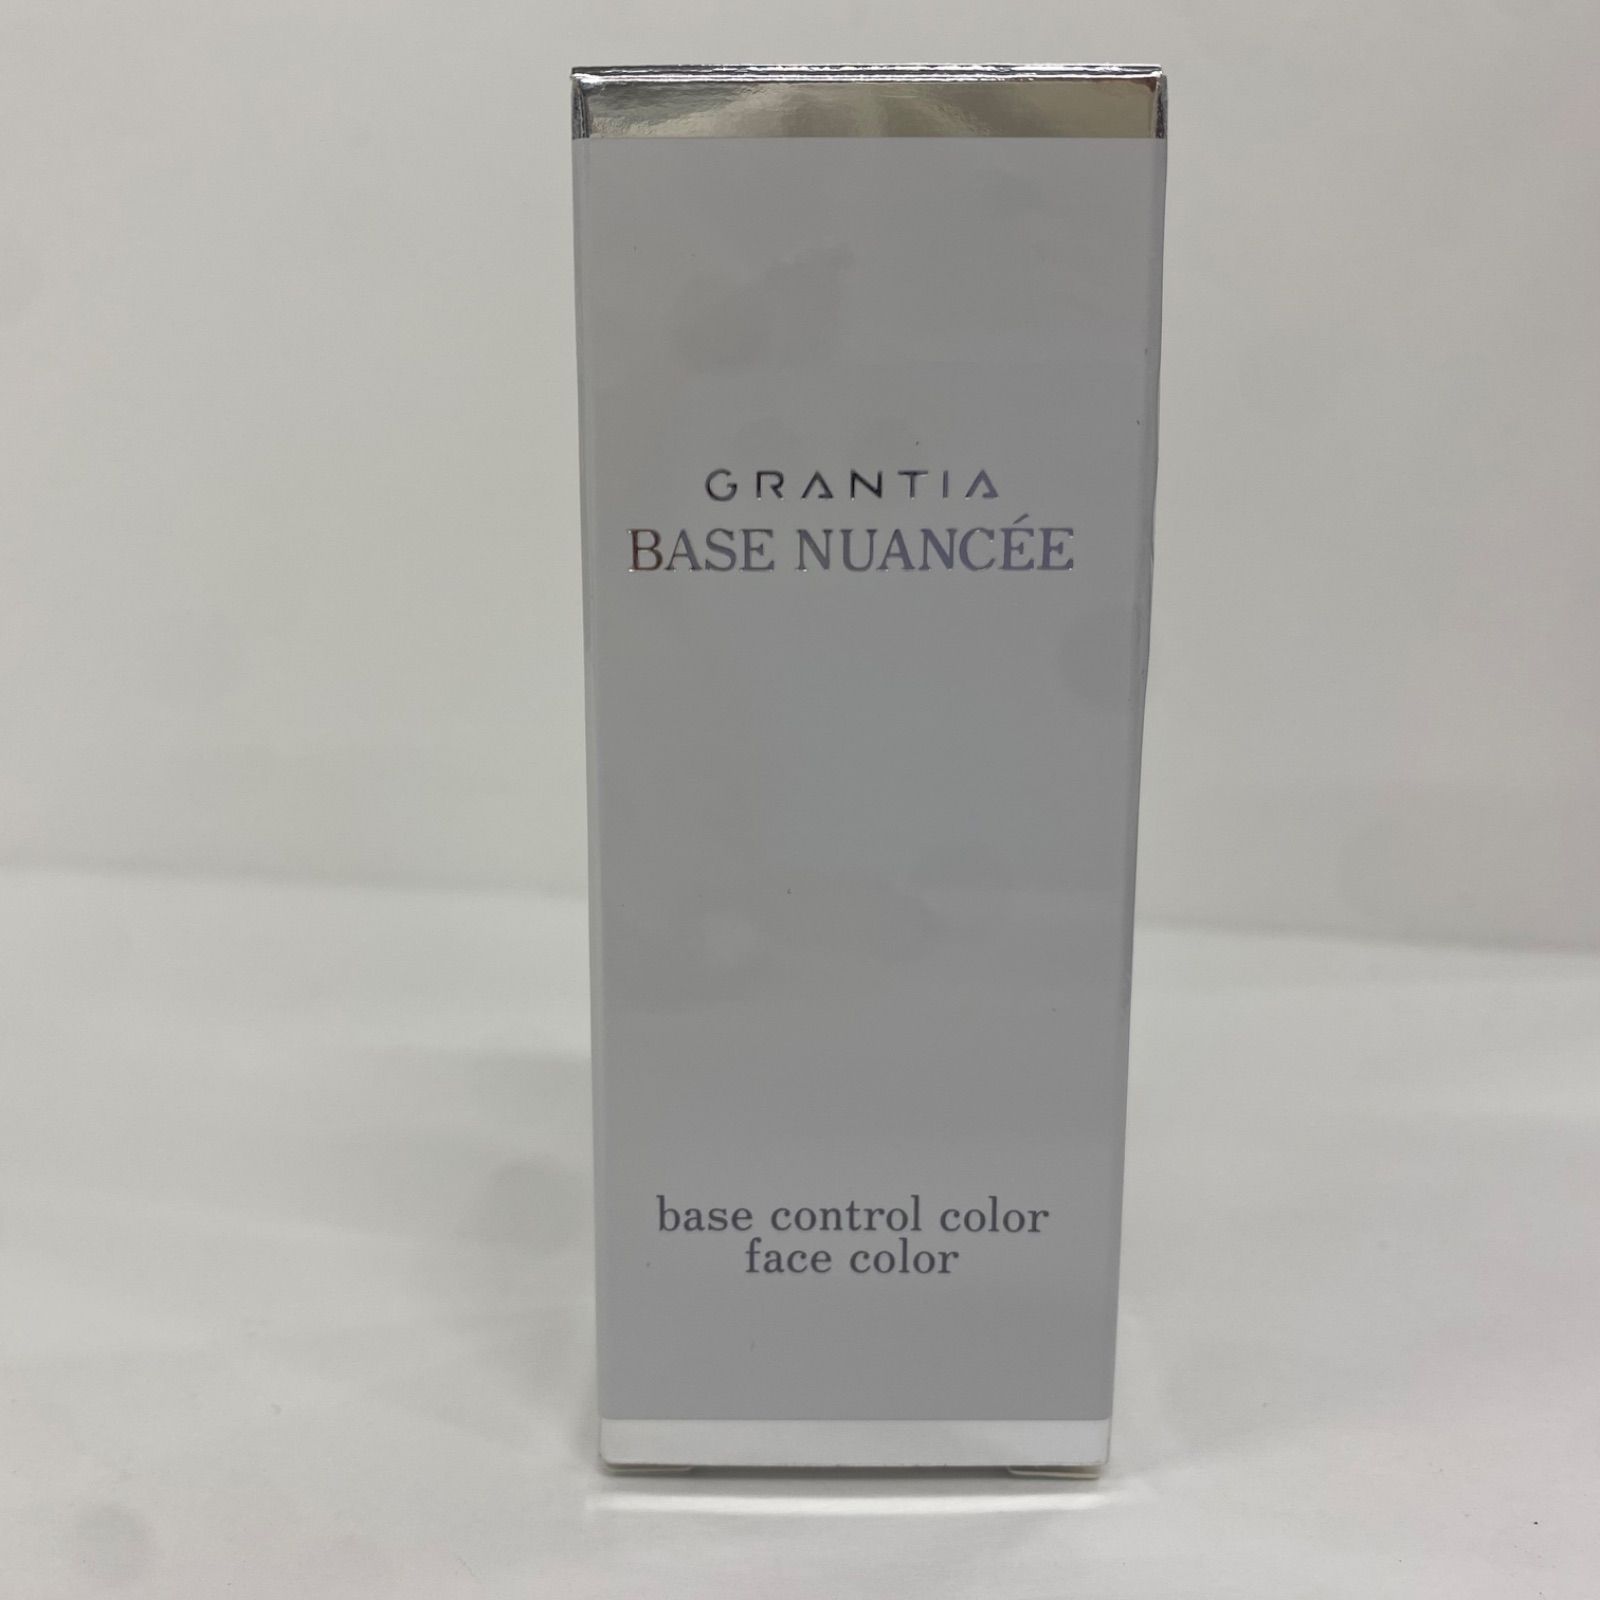 GRANTIA
BASE NUANCÉE
base control color
face color